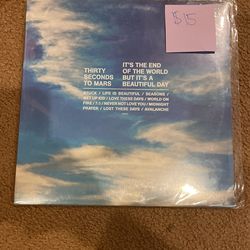 $15
THIRTY
SECONDS
TO MARS
IT'S THE END
OF THE WORLD
BUT IT'S A
BEAUTIFUL DAY
STUCK / LIFE IS BEAUTIFUL / SEASONS /
GET UP KID / LOVE THESE DAYS / WORLD ON
FIRE / 7:1 / NEVER NOT LOVE YOU / MIDNIGHT
PRAYER / LOST THESE DAYS / AVALANCHE